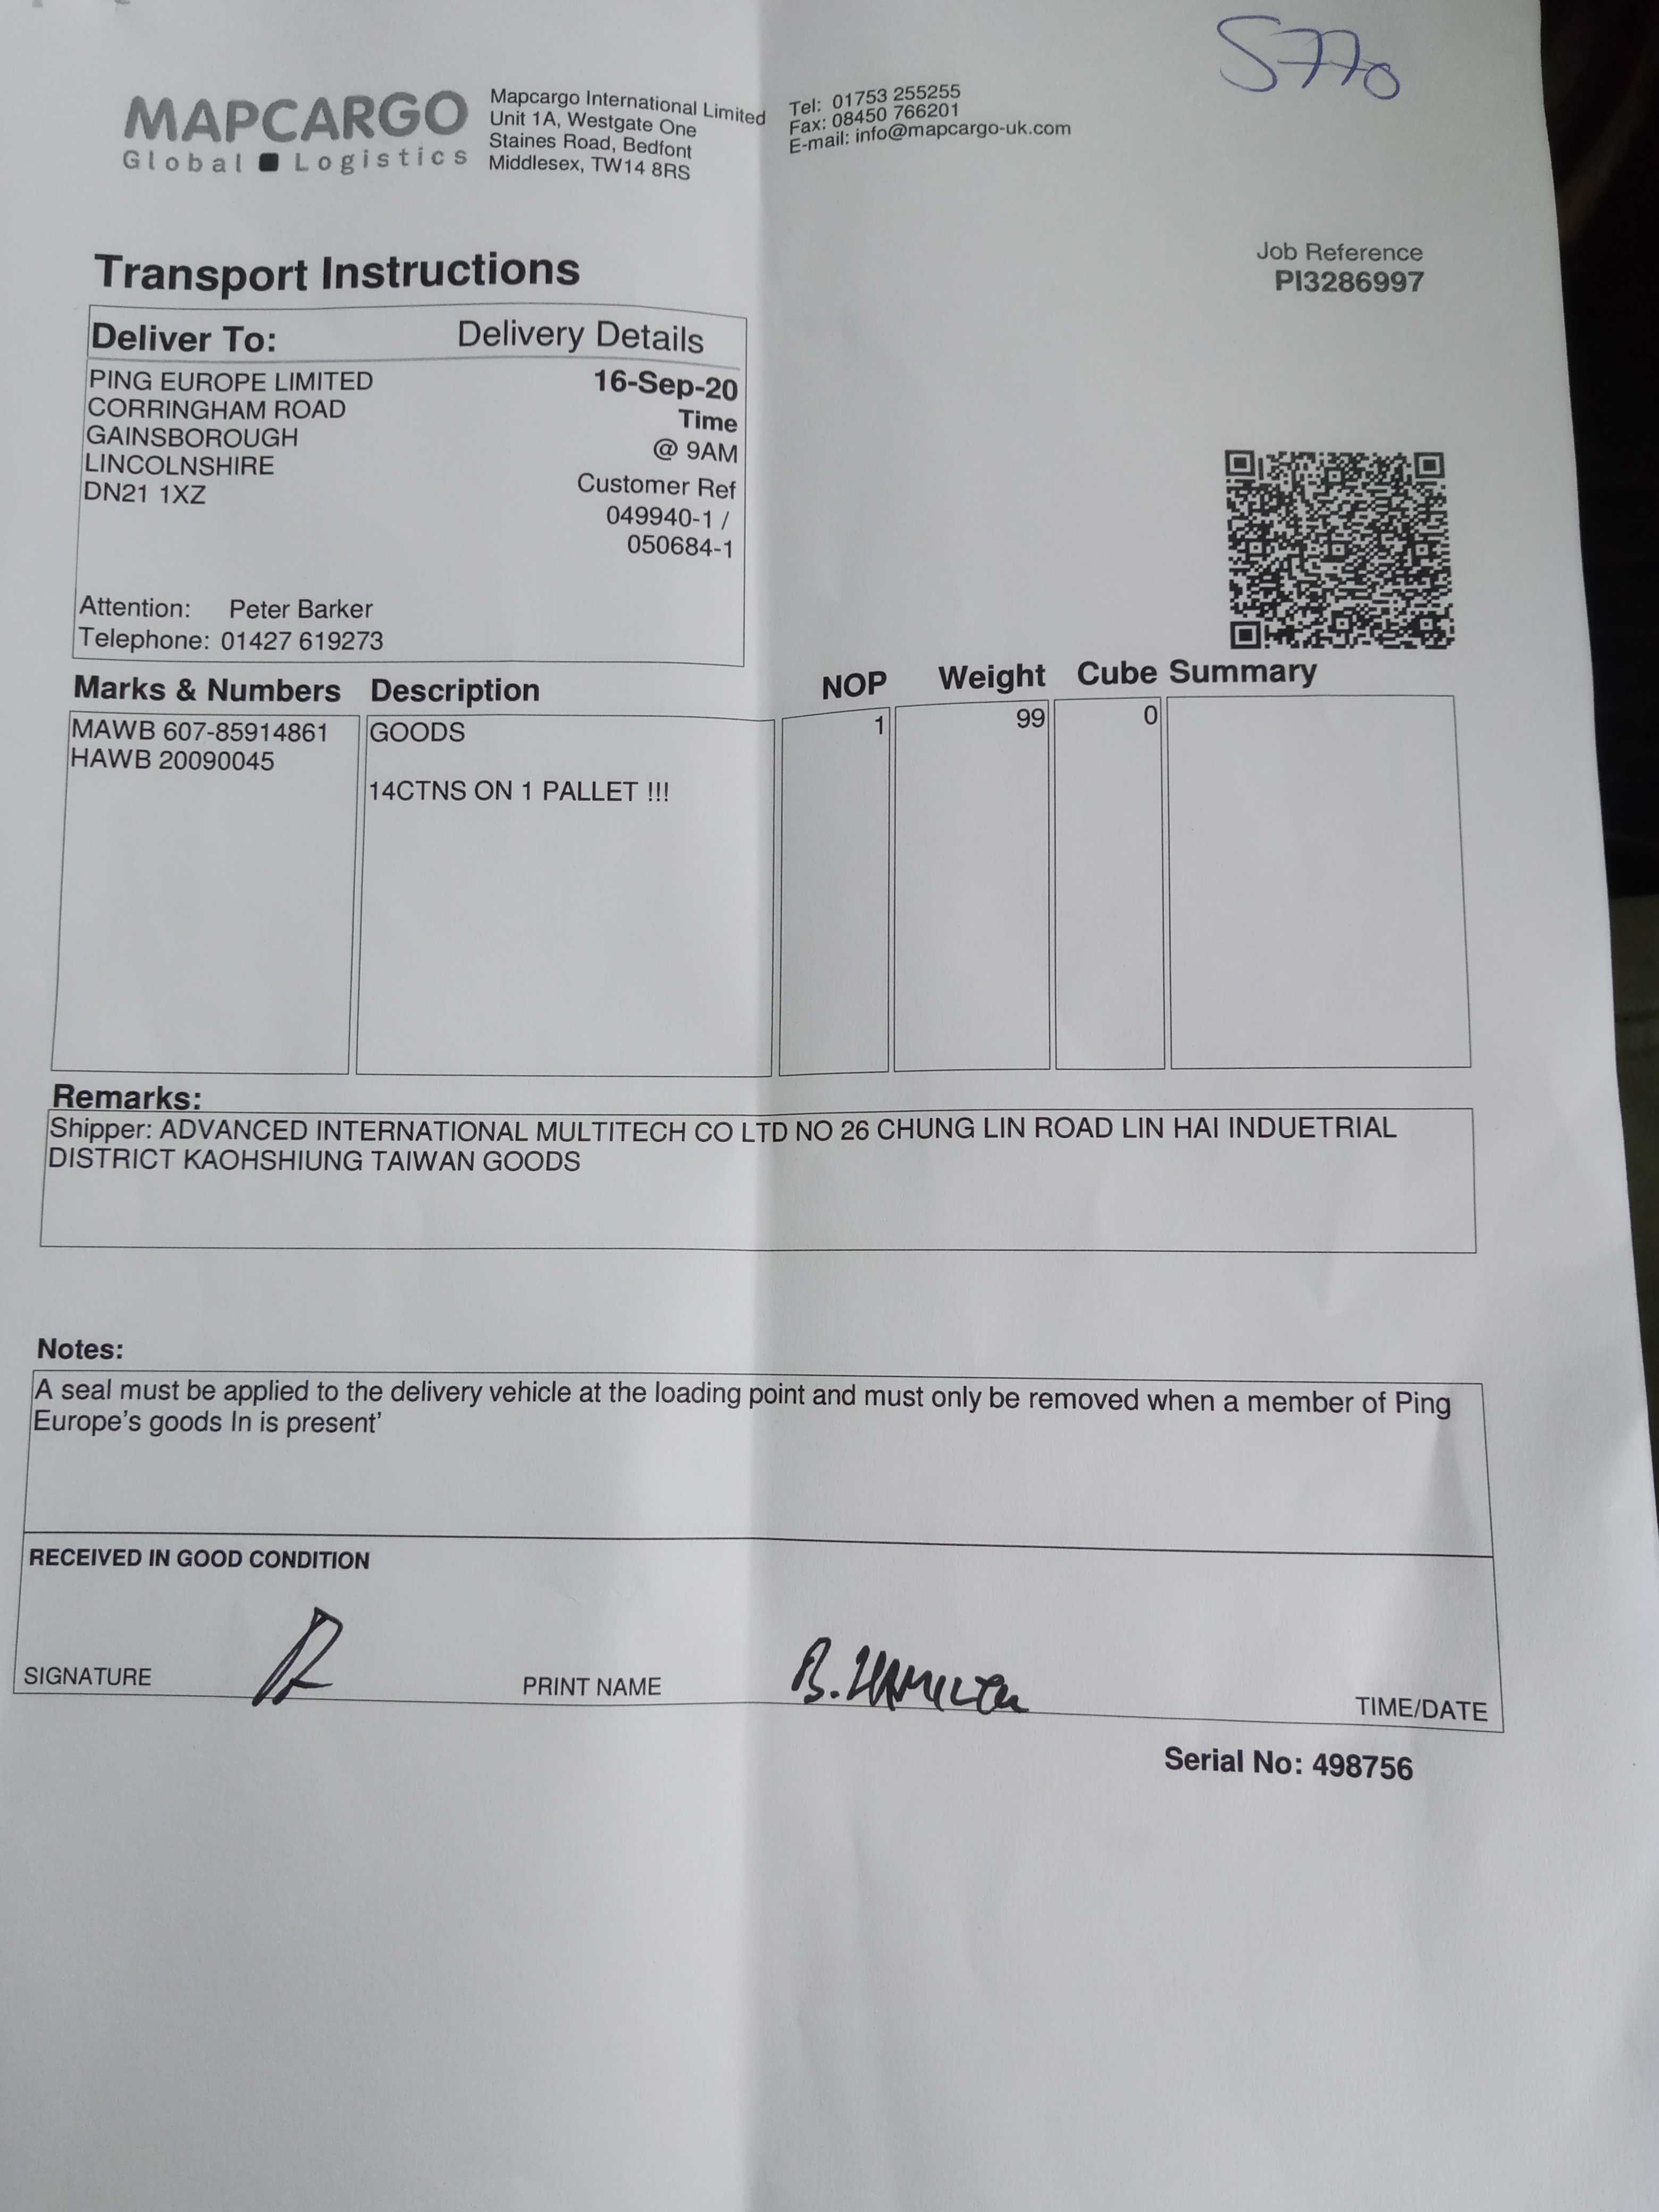 S770
MAPCARGO
Global Logistics
Mapcargo International Limited
Unit 1A, Westgate One
Staines Road, Bedfont
Middlesex, TW14 8RS
Tel: 01753 255255
Fax: 08450 766201
E-mail: info@mapcargo-uk.com
Job Reference
PI3286997
Transport Instructions
Deliver To: Delivery Details
PING EUROPE LIMITED
CORRINGHAM ROAD
GAINSBOROUGH
LINCOLNSHIRE
DN21 1XZ
16-Sep-20
Time
@ 9AM
Customer Ref
049940-1 /
050684-1
Attention: Peter Barker
Telephone: 01427 619273
Marks & Numbers Description NOP Weight Cube Summary
MAWB 607-85914861 GOODS 1 99 0
HAWB 20090045
14CTNS ON 1 PALLET !!!
Remarks:
Shipper: ADVANCED INTERNATIONAL MULTITECH CO LTD NO 26 CHUNG LIN ROAD LIN HAI INDUETRIAL
DISTRICT KAOHSHIUNG TAIWAN GOODS
Notes:
A seal must be applied to the delivery vehicle at the loading point and must only be removed when a member of Ping
Europe's goods In is present'
RECEIVED IN GOOD CONDITION
SIGNATURE PRINT NAME B. TIME/DATE
Serial No: 498756